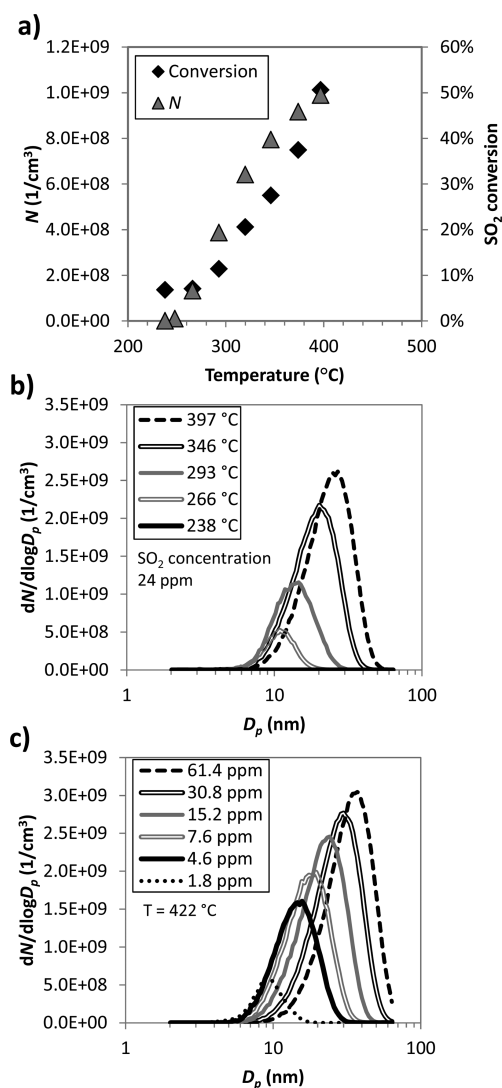 a)
1.2E+09
1.0E+09
8.0E+08
6.0E+08
4.0E+08
2.0E+08
0.0E+00
N (1/cm³)
Conversion
N
60%
50%
40%
30%
20%
10%
0%
SO₂ conversion
200 300 400 500
Temperature (°C)
b)
3.5E+09
3.0E+09
2.5E+09
2.0E+09
1.5E+09
1.0E+09
5.0E+08
0.0E+00
dN/dlogDₚ (1/cm³)
397 °C
346 °C
293 °C
266 °C
238 °C
SO₂ concentration
24 ppm
1 10 100
Dₚ (nm)
c)
3.5E+09
3.0E+09
2.5E+09
2.0E+09
1.5E+09
1.0E+09
5.0E+08
0.0E+00
dN/dlogDₚ (1/cm³)
61.4 ppm
30.8 ppm
15.2 ppm
7.6 ppm
4.6 ppm
1.8 ppm
T = 422 °C
1 10 100
Dₚ (nm)